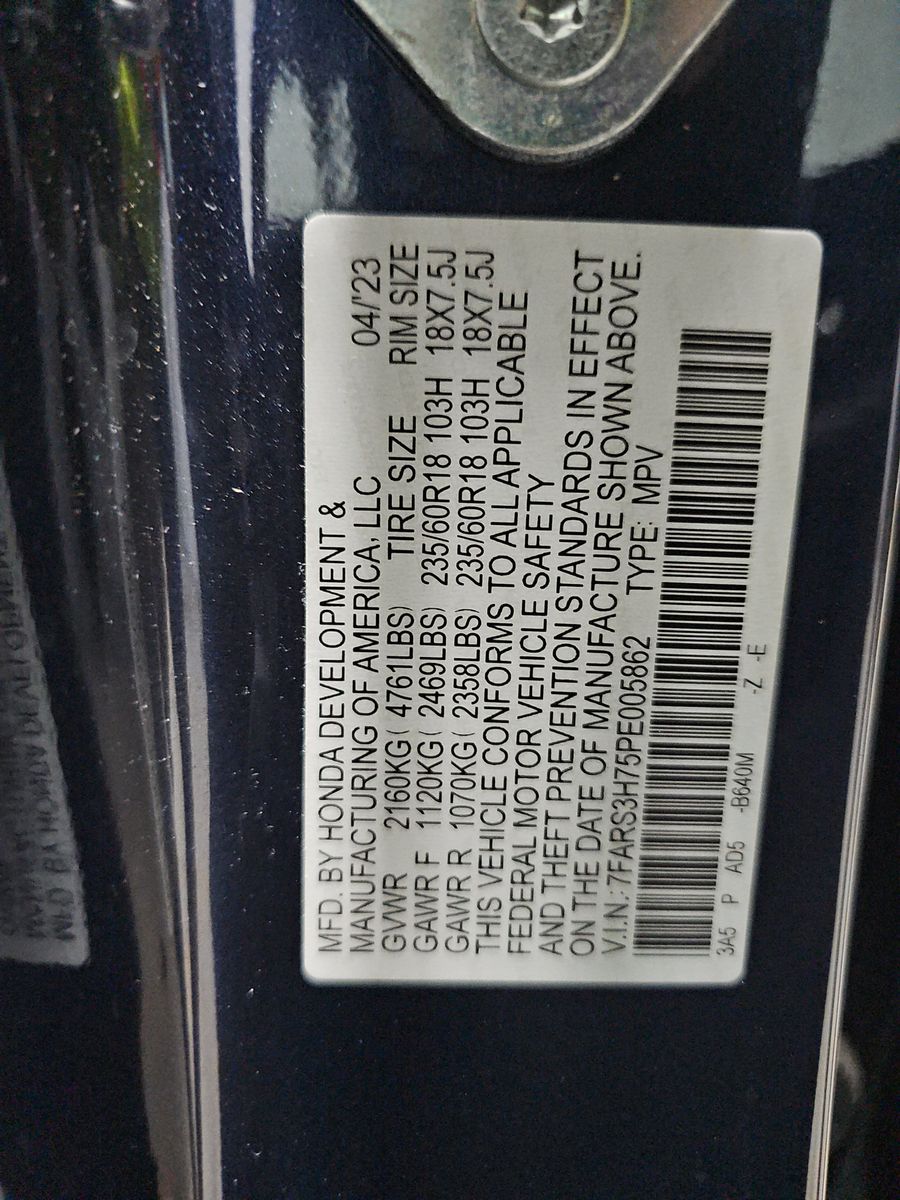 MFD. BY HONDA DEVELOPMENT &
MANUFACTURING OF AMERICA, LLC 04/'23
GVWR 2160KG( 4761LBS) TIRE SIZE RIM SIZE
GAWR F 1120KG( 2469LBS) 235/60R18 103H 18X7.5J
GAWR R 1070KG( 2358LBS) 235/60R18 103H 18X7.5J
THIS VEHICLE CONFORMS TO ALL APPLICABLE
FEDERAL MOTOR VEHICLE SAFETY
AND THEFT PREVENTION STANDARDS IN EFFECT
ON THE DATE OF MANUFACTURE SHOWN ABOVE.
V.I.N.: 7FARS3H75PE005862 TYPE: MPV
3A5 P AD5 -B640M -Z -E